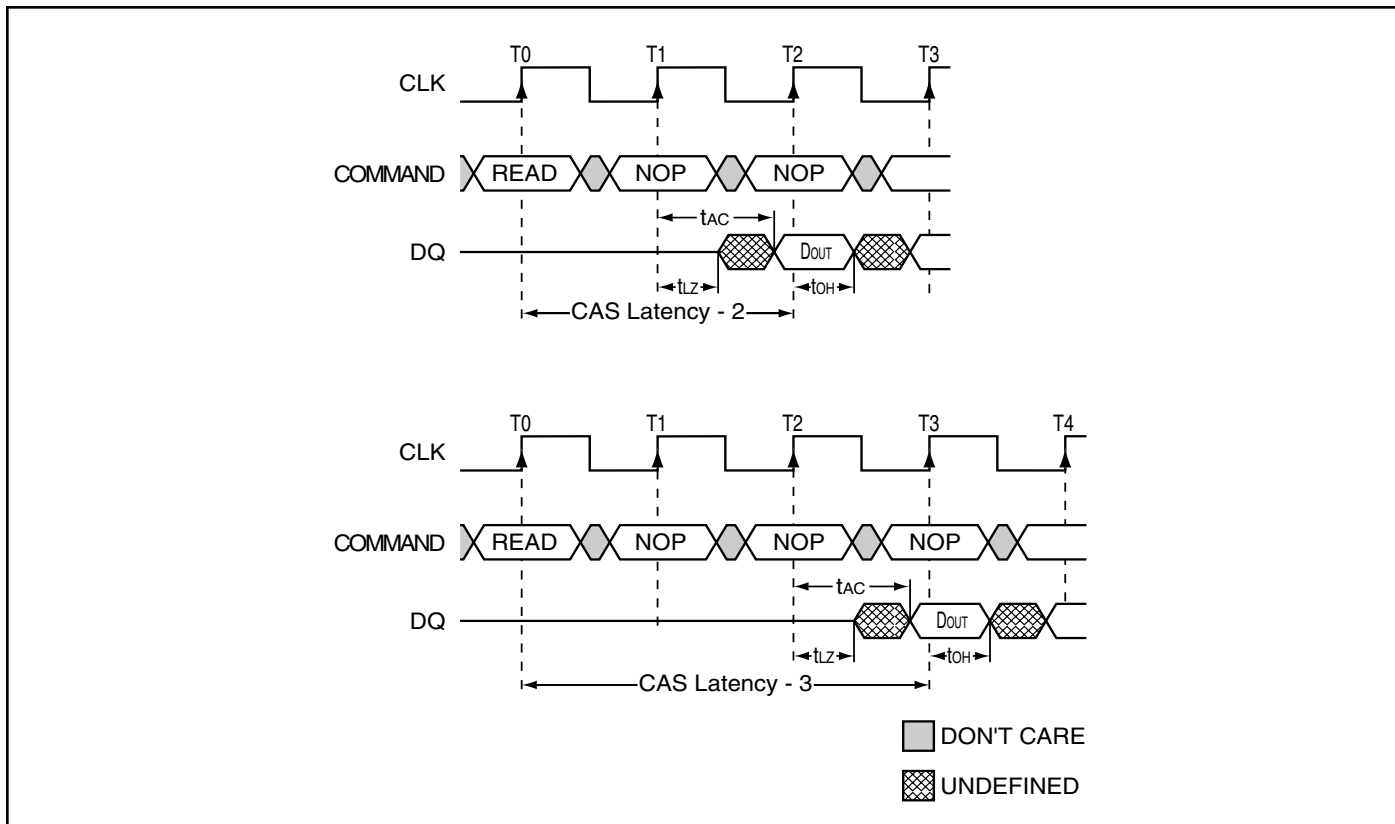 T0 T1 T2 T3
CLK
COMMAND READ NOP NOP
tAC
DQ DOUT
tLZ tOH
CAS Latency - 2
T0 T1 T2 T3 T4
CLK
COMMAND READ NOP NOP NOP
tAC
DQ DOUT
tLZ tOH
CAS Latency - 3
DON'T CARE
UNDEFINED